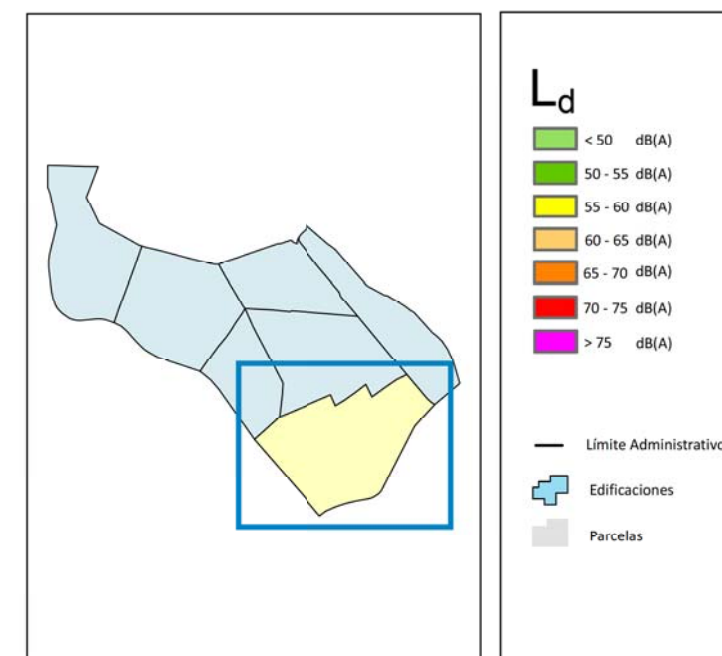 Ld
< 50 dB(A)
50 - 55 dB(A)
55 - 60 dB(A)
60 - 65 dB(A)
65 - 70 dB(A)
70 - 75 dB(A)
> 75 dB(A)
Límite Administrativo
Edificaciones
Parcelas